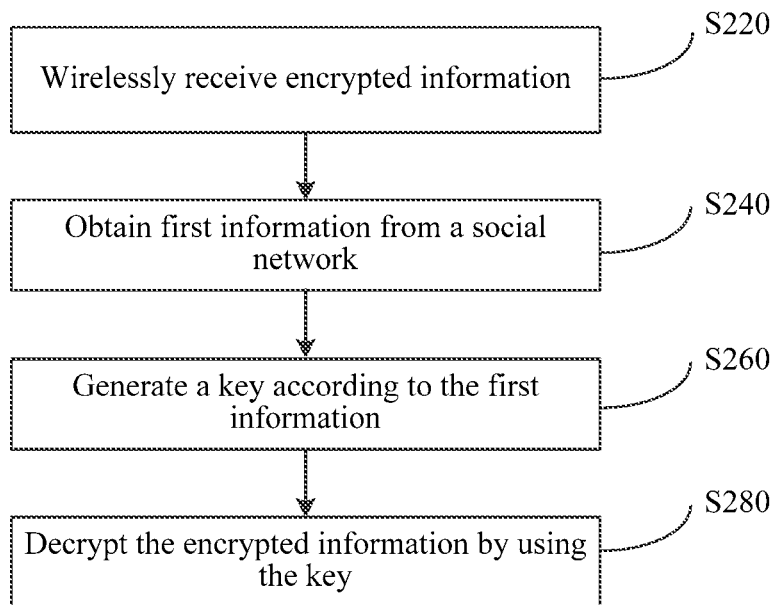 S220
Wirelessly receive encrypted information
S240
Obtain first information from a social
network
S260
Generate a key according to the first
information
S280
Decrypt the encrypted information by using
the key